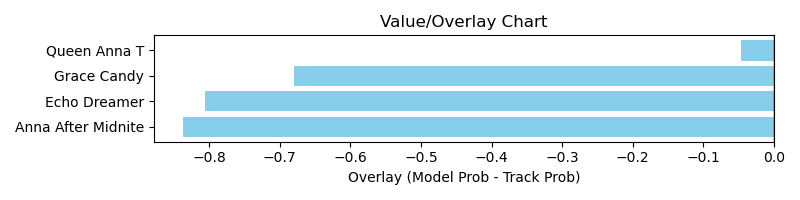 Value/Overlay Chart
Queen Anna T
Grace Candy
Echo Dreamer
Anna After Midnite
−0.8 −0.7 −0.6 −0.5 −0.4 −0.3 −0.2 −0.1 0.0
Overlay (Model Prob - Track Prob)